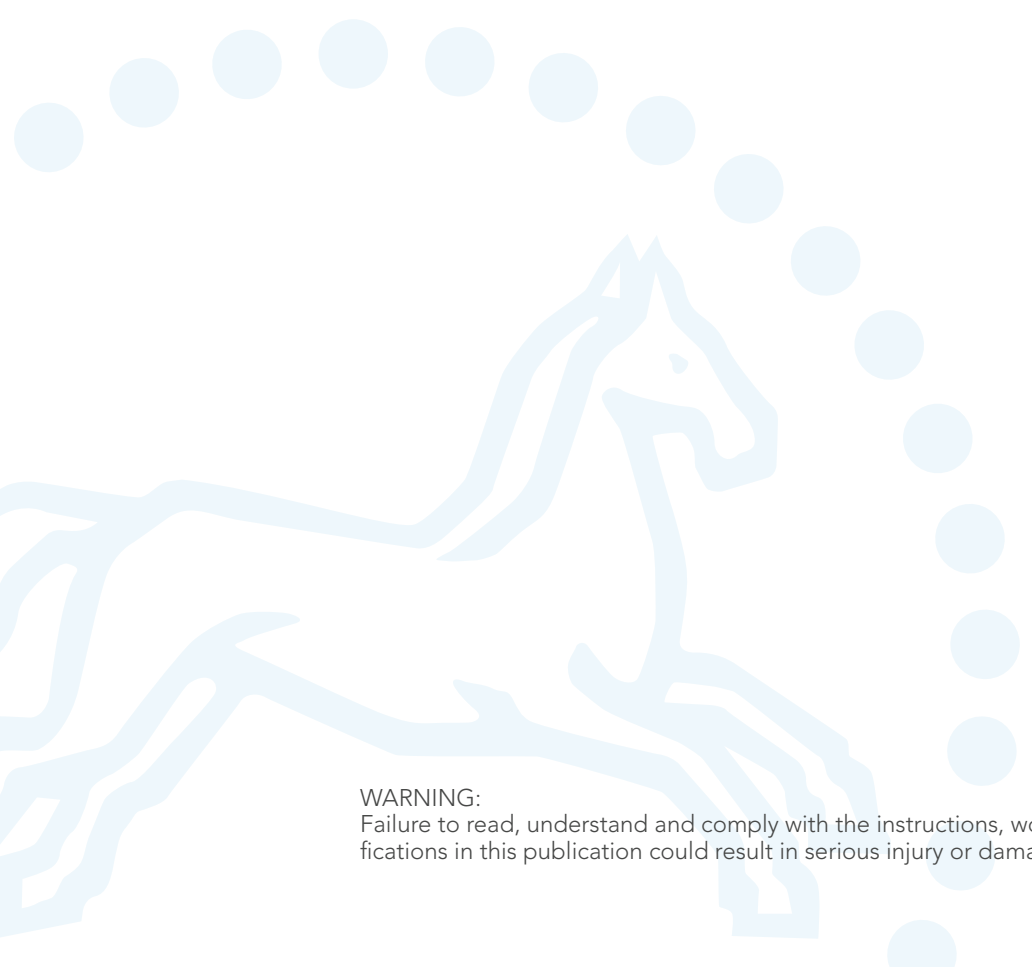 WARNING:
Failure to read, understand and comply with the instructions,
fications in this publication could result in serious injury or